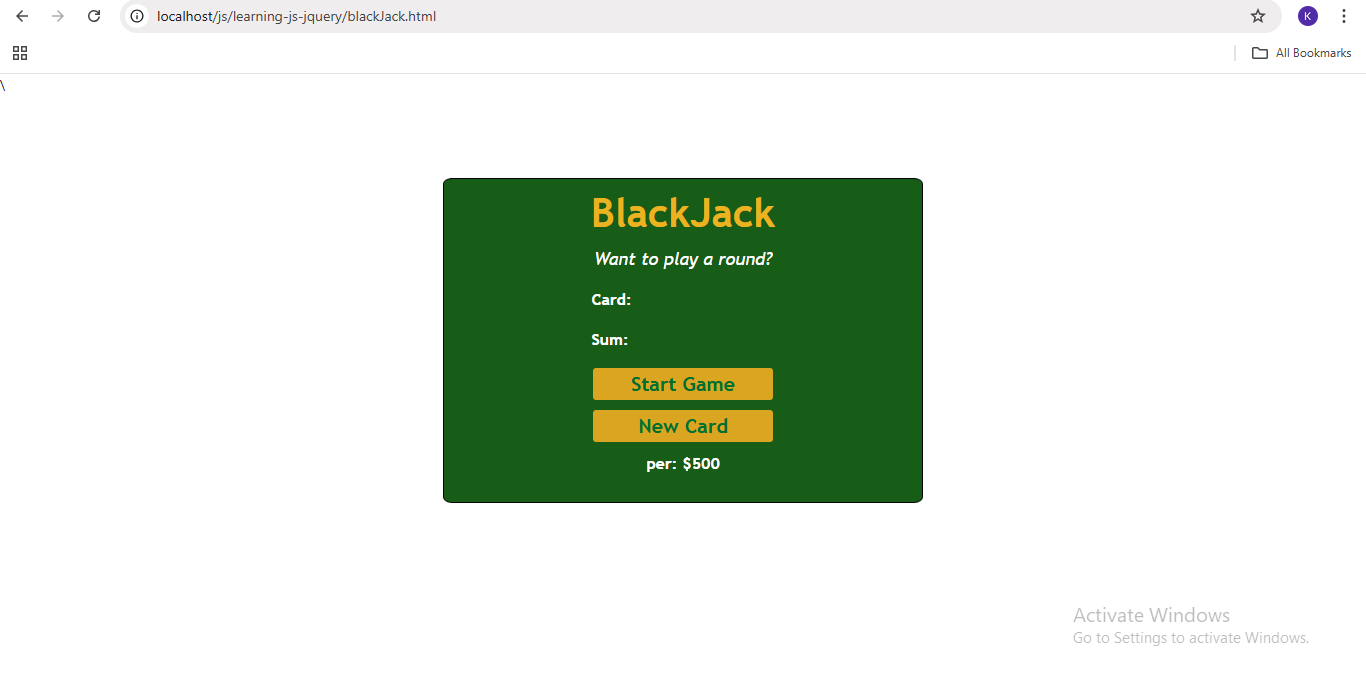 localhost/js/learning-js-jquery/blackJack.html
K
All Bookmarks
\
BlackJack
Want to play a round?
Card:
Sum:
Start Game
New Card
per: $500
Activate Windows
Go to Settings to activate Windows.